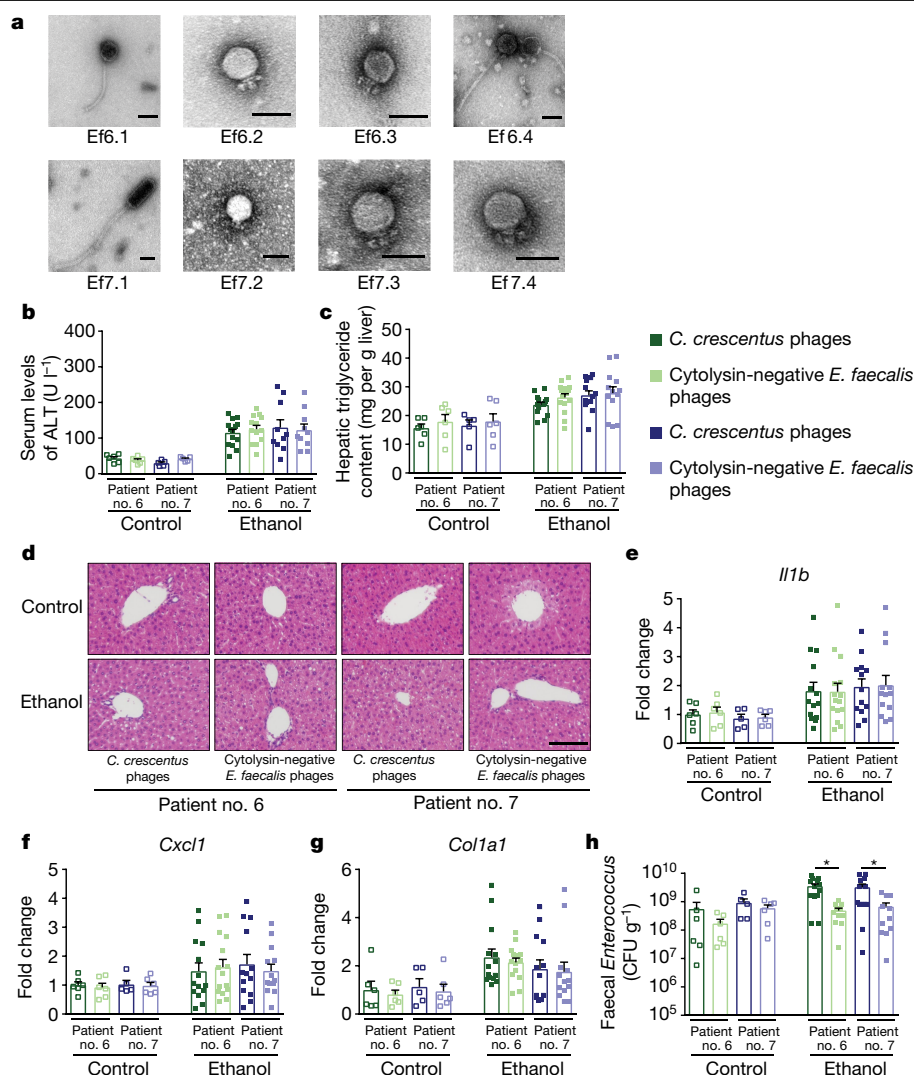 a
Ef6.1
Ef6.2
Ef6.3
Ef6.4
Ef7.1
Ef7.2
Ef7.3
Ef7.4
b
Serum levels
of ALT (U l⁻¹)
400
300
200
100
0
Patient
no. 6
Patient
no. 7
Patient
no. 6
Patient
no. 7
Control
Ethanol
c
Hepatic triglyceride
content (mg per g liver)
50
40
30
20
10
0
Patient
no. 6
Patient
no. 7
Patient
no. 6
Patient
no. 7
Control
Ethanol
C. crescentus phages
Cytolysin-negative E. faecalis
phages
C. crescentus phages
Cytolysin-negative E. faecalis
phages
d
Control
Ethanol
C. crescentus
phages
Cytolysin-negative
E. faecalis phages
C. crescentus
phages
Cytolysin-negative
E. faecalis phages
Patient no. 6
Patient no. 7
e
Il1b
Fold change
5
4
3
2
1
0
Patient
no. 6
Patient
no. 7
Patient
no. 6
Patient
no. 7
Control
Ethanol
f
Cxcl1
Fold change
5
4
3
2
1
0
Patient
no. 6
Patient
no. 7
Patient
no. 6
Patient
no. 7
Control
Ethanol
g
Col1a1
Fold change
6
4
2
0
Patient
no. 6
Patient
no. 7
Patient
no. 6
Patient
no. 7
Control
Ethanol
h
Faecal Enterococcus
(CFU g⁻¹)
10¹⁰
10⁹
10⁸
10⁷
10⁶
10⁵
*
*
Patient
no. 6
Patient
no. 7
Patient
no. 6
Patient
no. 7
Control
Ethanol